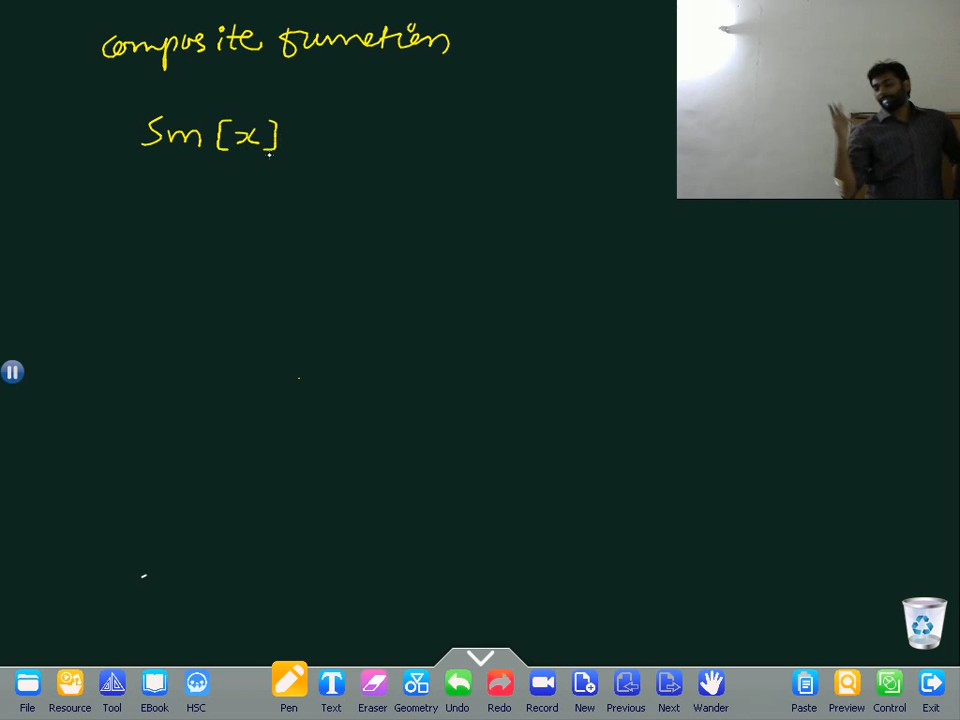 composite function
Sin [x]
File Resource Tool EBook HSC Pen Text Eraser Geometry Undo Redo Record New Previous Next Wander Paste Preview Control Exit